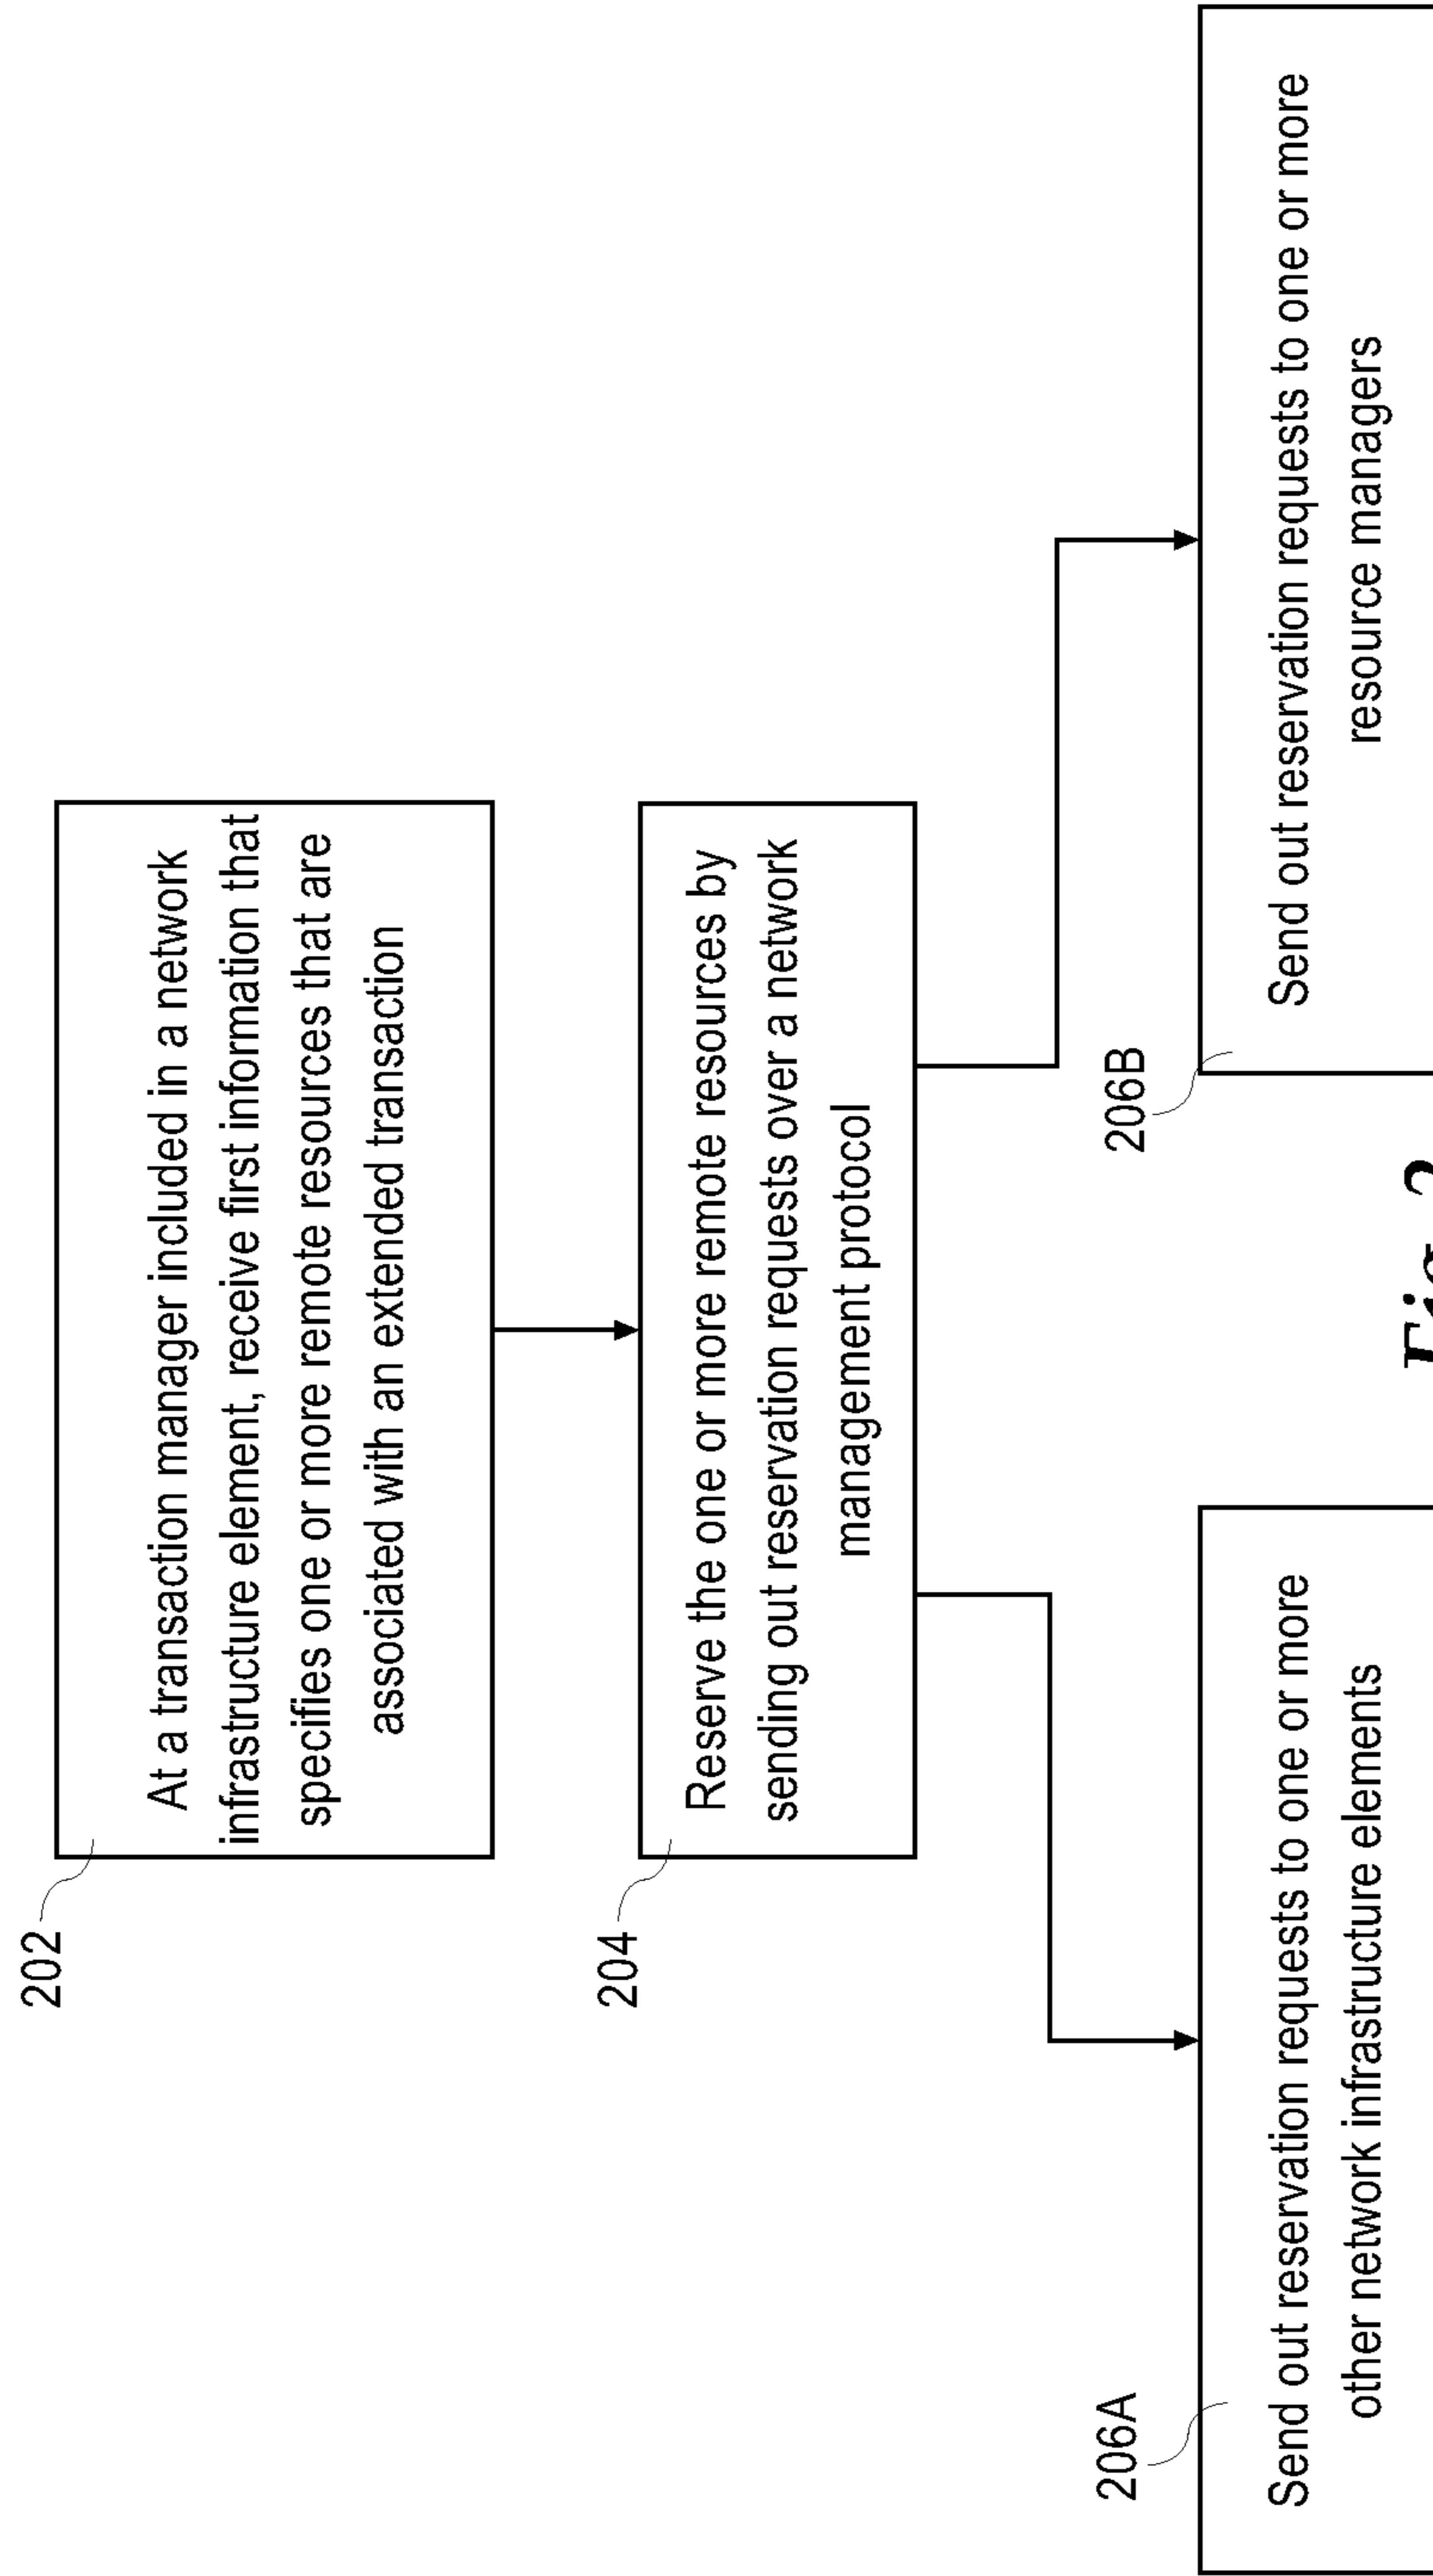 202
At a transaction manager included in a network
infrastructure element, receive first information that
specifies one or more remote resources that are
associated with an extended transaction
204
Reserve the one or more remote resources by
sending out reservation requests over a network
management protocol
206A
Send out reservation requests to one or more
other network infrastructure elements
206B
Send out reservation requests to one or more
resource managers
Fig. 2